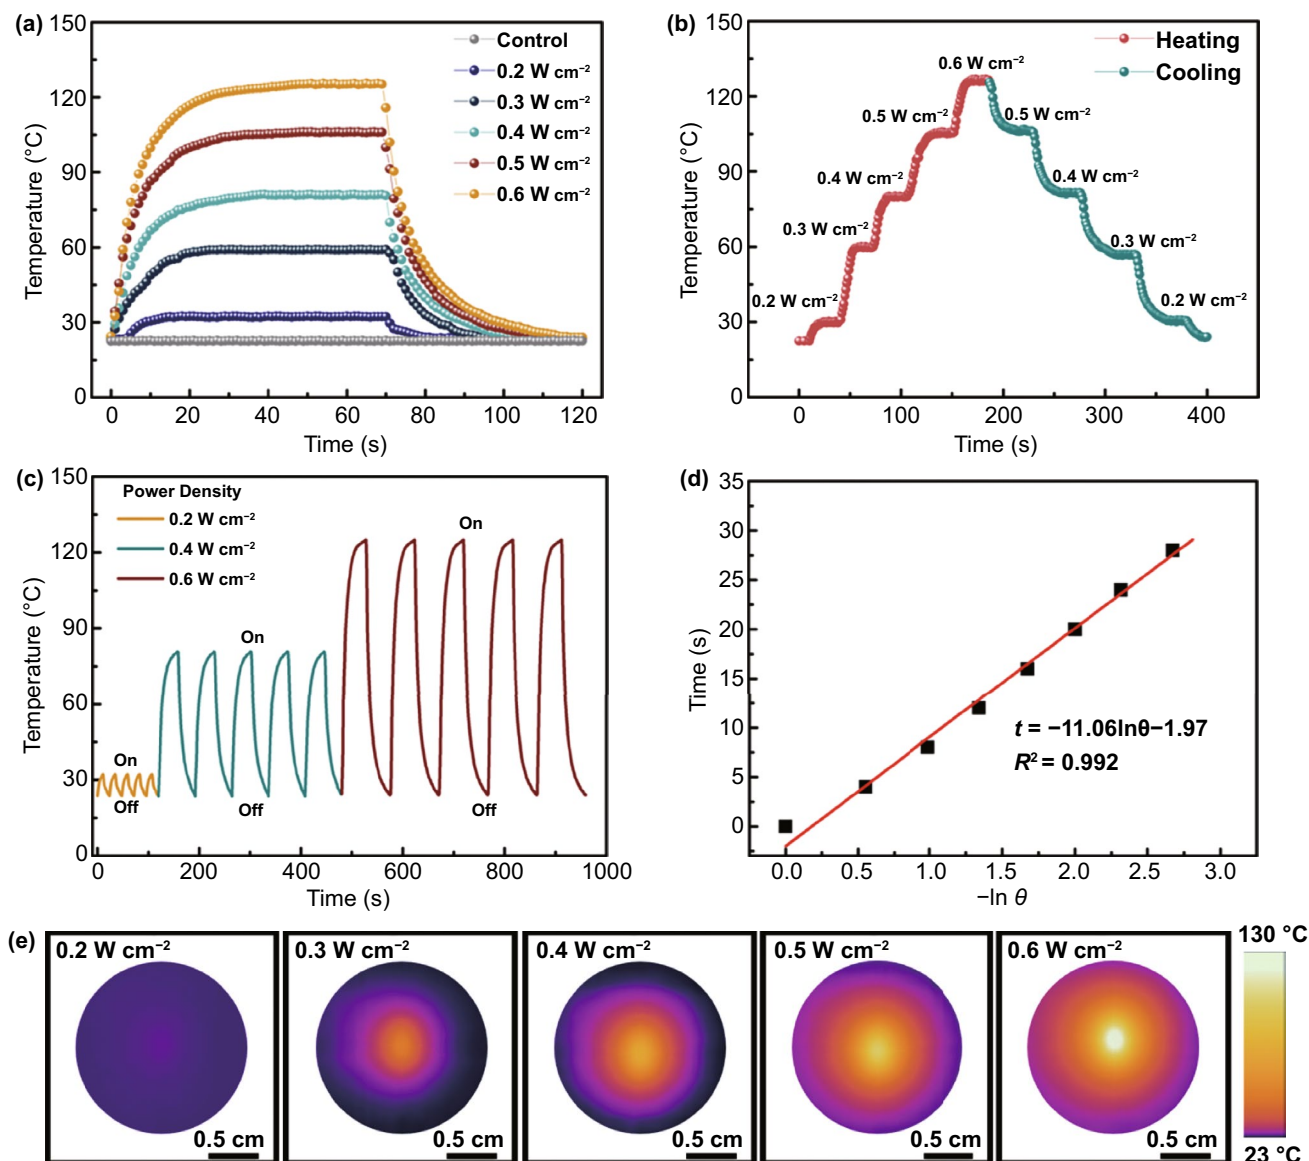 (a)
150
120
90
60
30
0
Temperature (°C)
0 20 40 60 80 100 120
Time (s)
Control
0.2 W cm⁻²
0.3 W cm⁻²
0.4 W cm⁻²
0.5 W cm⁻²
0.6 W cm⁻²
(b)
150
120
90
60
30
0
Temperature (°C)
0 100 200 300 400
Time (s)
Heating
Cooling
0.6 W cm⁻²
0.5 W cm⁻²
0.5 W cm⁻²
0.4 W cm⁻²
0.4 W cm⁻²
0.3 W cm⁻²
0.3 W cm⁻²
0.2 W cm⁻²
0.2 W cm⁻²
(c)
150
120
90
60
30
0
Temperature (°C)
0 200 400 600 800 1000
Time (s)
Power Density
0.2 W cm⁻²
0.4 W cm⁻²
0.6 W cm⁻²
On
On
On
Off
Off
Off
(d)
35
30
25
20
15
10
5
0
Time (s)
0.0 0.5 1.0 1.5 2.0 2.5 3.0
−ln θ
t = −11.06lnθ−1.97
R² = 0.992
(e)
0.2 W cm⁻²
0.5 cm
0.3 W cm⁻²
0.5 cm
0.4 W cm⁻²
0.5 cm
0.5 W cm⁻²
0.5 cm
0.6 W cm⁻²
0.5 cm
130 °C
23 °C